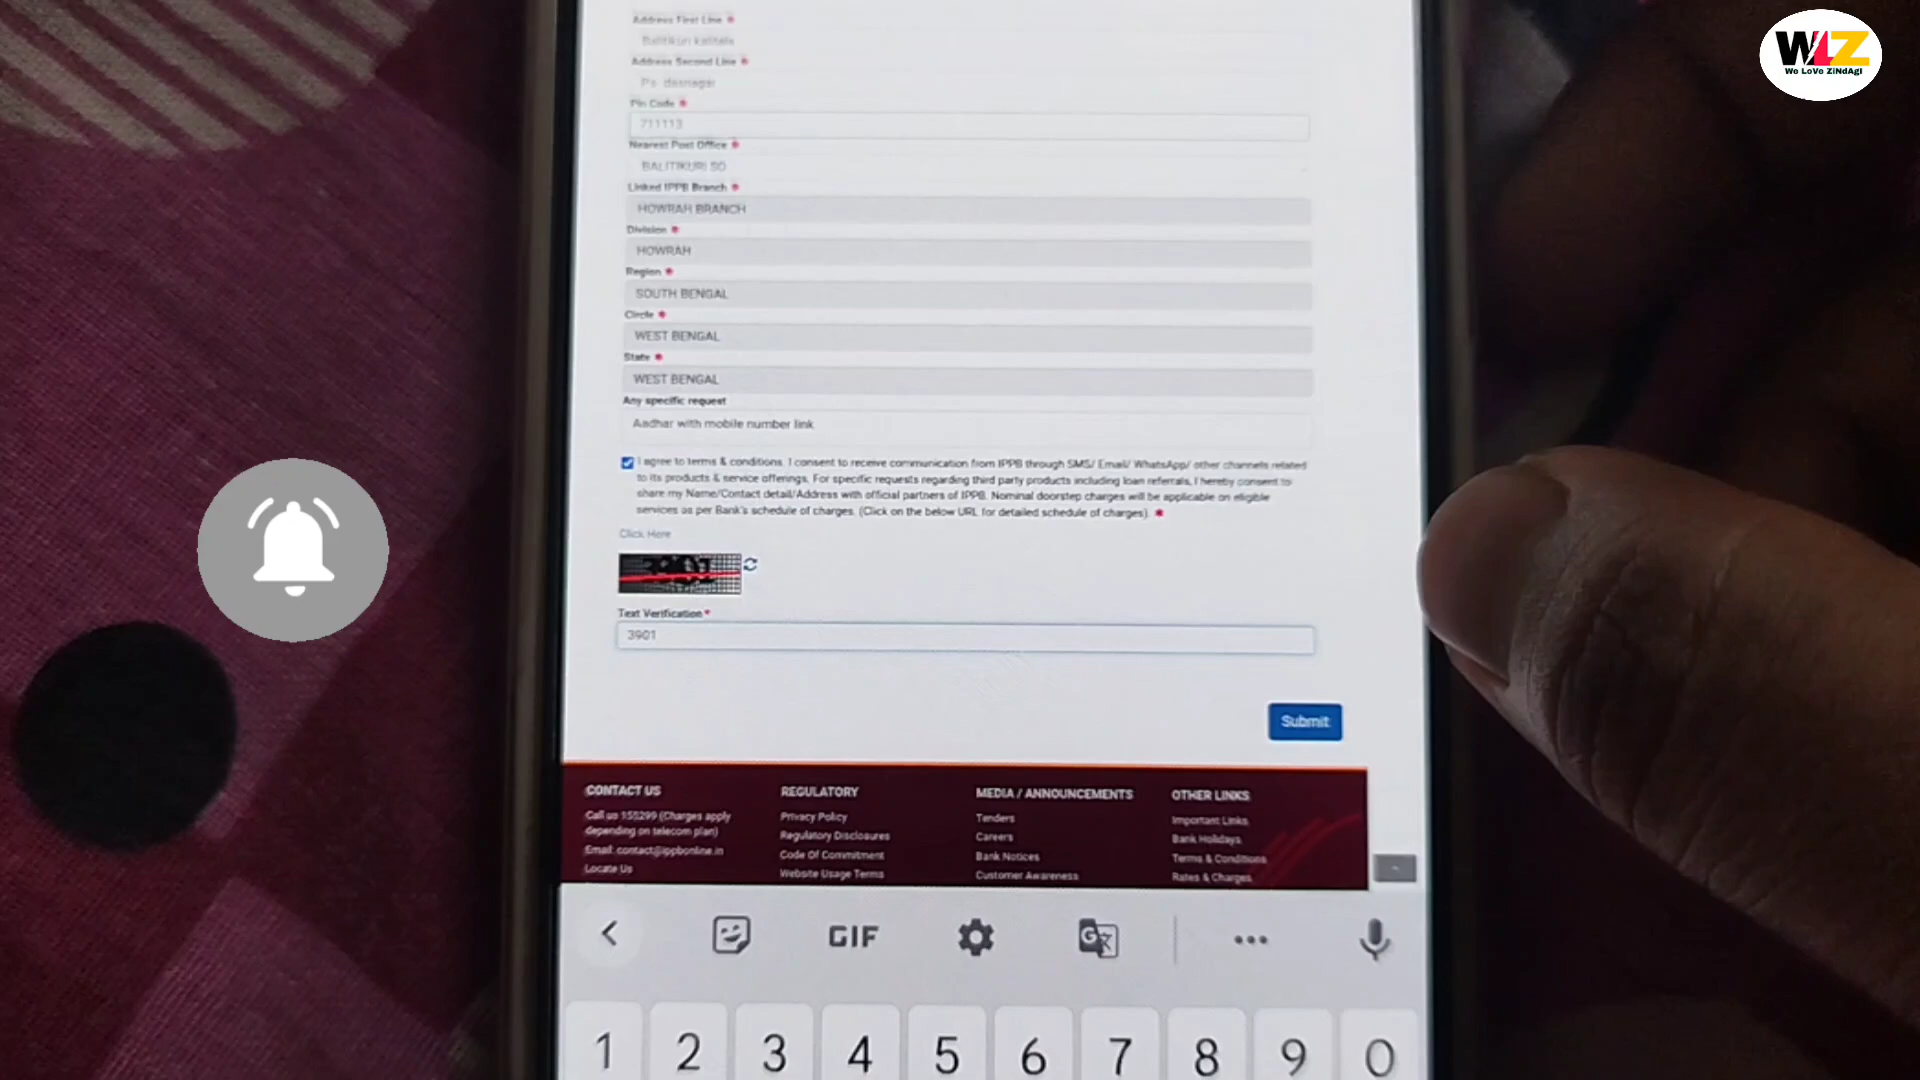 WLZ
We LoVe ZiNdAgI
Address First Line *
Address Second Line *
Pin Code *
711113
Nearest Post Office *
BALITIKURI SO
Linked IPPB Branch *
HOWRAH BRANCH
Division *
HOWRAH
Region *
SOUTH BENGAL
Circle *
WEST BENGAL
State *
WEST BENGAL
Any specific request
Aadhar with mobile number link
I agree to terms & conditions. I consent to receive communication from IPPB through SMS/ Email/ WhatsApp/ other channels related
to its products & service offerings. For specific requests regarding third party products including loan referrals, I hereby consent to
share my Name/Contact detail/Address with official partners of IPPB. Nominal doorstep charges will be applicable on eligible
services as per Bank's schedule of charges. (Click on the below URL for detailed schedule of charges). *
Click Here
Text Verification *
3901
Submit
CONTACT US
Call us 155299 (Charges apply
depending on telecom plan)
Email: contact@ippbonline.in
Locate Us
REGULATORY
Privacy Policy
Regulatory Disclosures
Code Of Commitment
Website Usage Terms
MEDIA / ANNOUNCEMENTS
Tenders
Careers
Bank Notices
Customer Awareness
OTHER LINKS
Important Links
Bank Holidays
Terms & Conditions
Rates & Charges
GIF
1 2 3 4 5 6 7 8 9 0